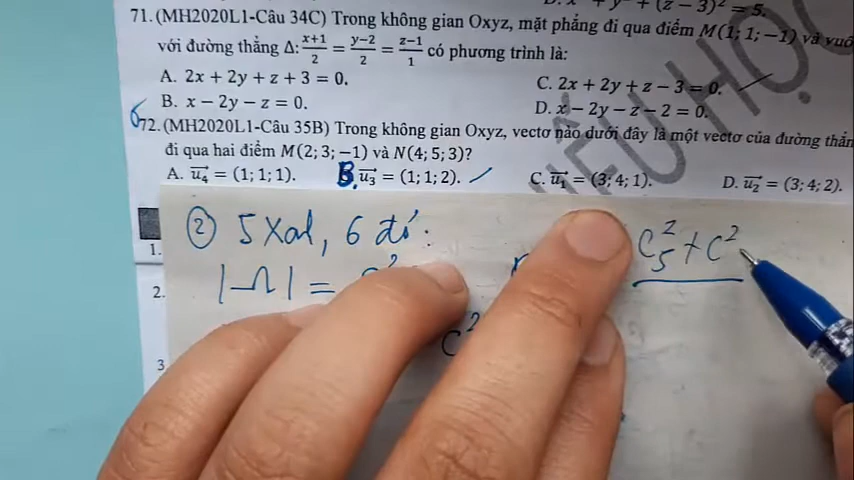 D. x² + y² + (z − 3)² = 5.
71. (MH2020L1-Câu 34C) Trong không gian Oxyz, mặt phẳng đi qua điểm M(1; 1; −1) và vuô
với đường thẳng Δ: (x+1)/2 = (y−2)/2 = (z−1)/1 có phương trình là:
A. 2x + 2y + z + 3 = 0. C. 2x + 2y + z − 3 = 0.
B. x − 2y − z = 0. D. x − 2y − z − 2 = 0.
72. (MH2020L1-Câu 35B) Trong không gian Oxyz, vectơ nào dưới đây là một vectơ của đường thẳn
đi qua hai điểm M(2; 3; −1) và N(4; 5; 3)?
A. u₄ = (1; 1; 1). B. u₃ = (1; 1; 2). C. u₁ = (3; 4; 1). D. u₂ = (3; 4; 2).
IỂU HỌC
② 5 xanh, 6 đỏ. C₅² + C²
|Ω| =
C²
1.
2.
3